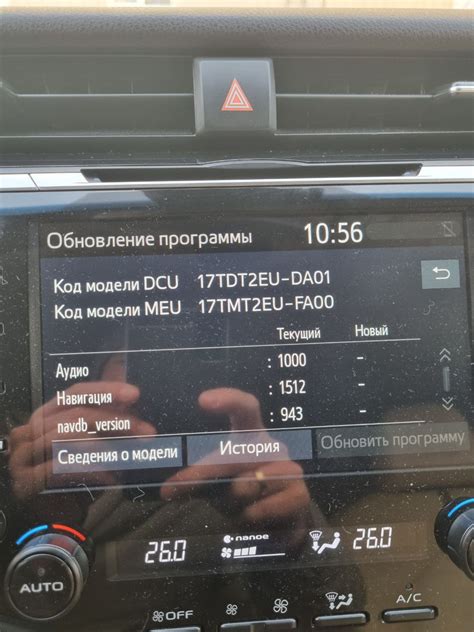 Обновление программы 10:56
Код модели DCU 17TDT2EU-DA01
Код модели MEU 17TMT2EU-FA00
Текущий Новый
Аудио : 1000 -
Навигация : 1512 -
navdb_version : 943 -
Сведения о модели История Обновить программу
26.0 nanoe 26.0
AUTO
OFF A/C